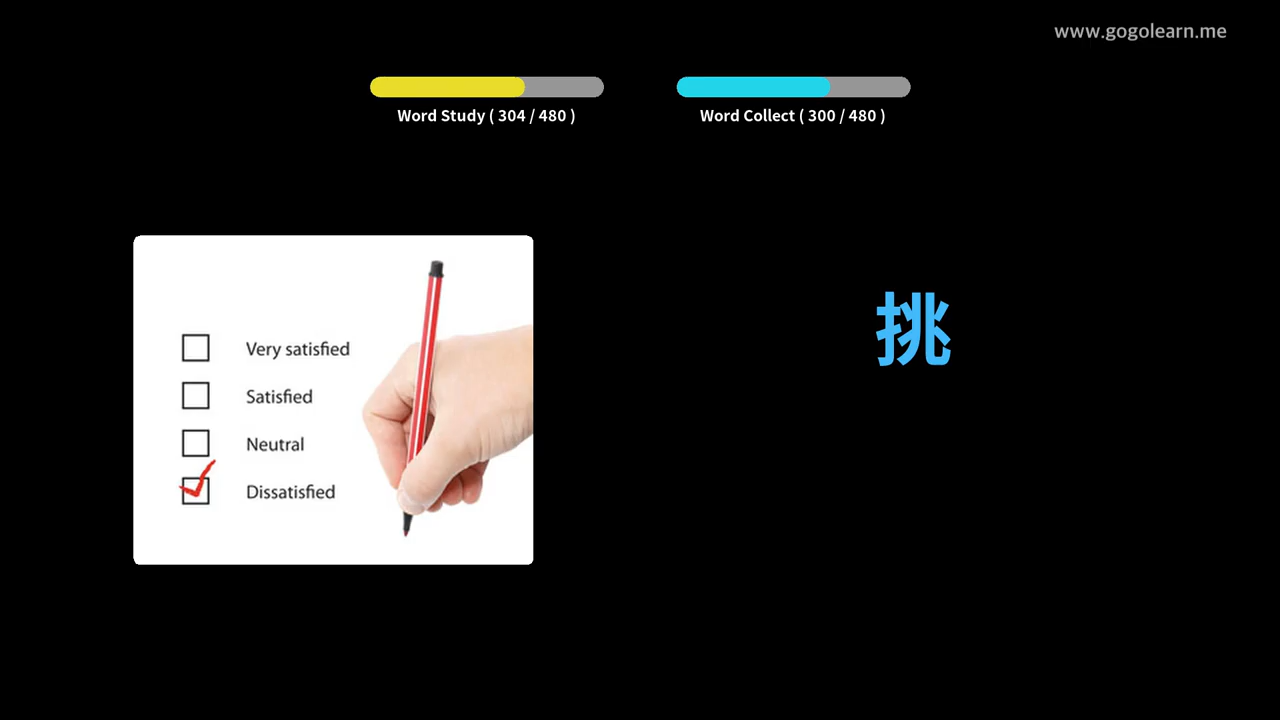 www.gogolearn.me
Word Study ( 304 / 480 )
Word Collect ( 300 / 480 )
挑
Very satisfied
Satisfied
Neutral
Dissatisfied